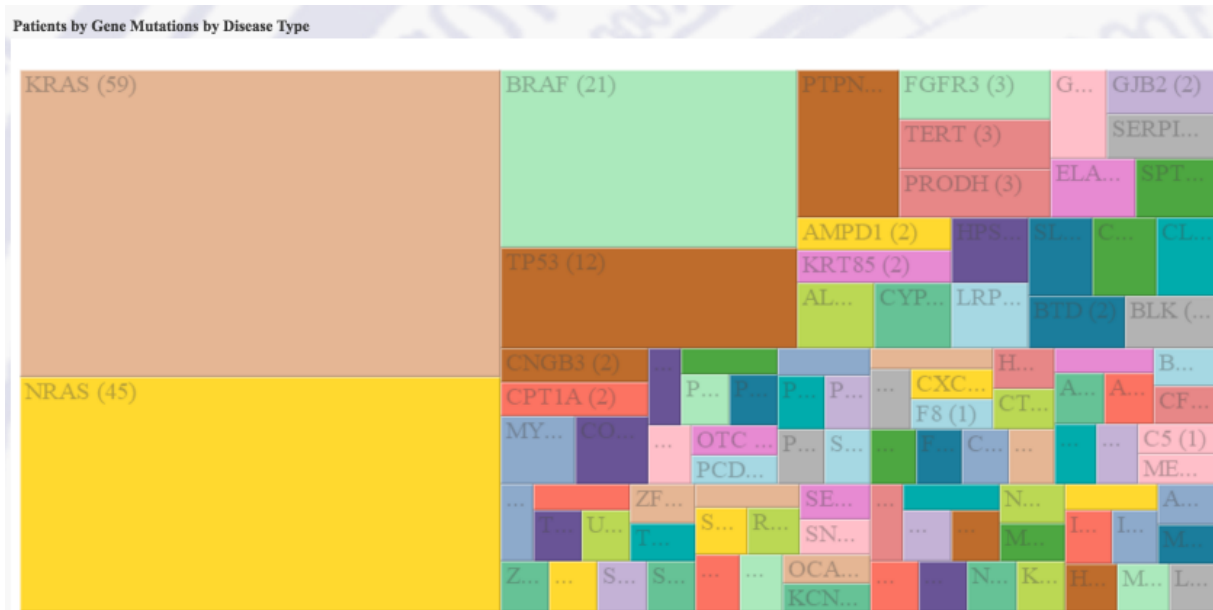 Patients by Gene Mutations by Disease Type
KRAS (59)
BRAF (21)
PTPN...
FGFR3 (3)
G...
GJB2 (2)
TERT (3)
SERPI...
PRODH (3)
ELA...
SPT...
AMPD1 (2)
HPS...
SL...
C...
CL...
TP53 (12)
KRT85 (2)
AL...
CYP...
LRP...
BTD (2)
BLK (...
CNGB3 (2)
...
H...
B...
NRAS (45)
CPT1A (2)
P...
P...
P...
P...
...
CXC...
A...
A...
CF...
F8 (1)
CT...
MY...
CO...
...
OTC ...
P...
S...
...
F...
C...
...
...
...
C5 (1)
PCD...
ME...
...
ZF...
SE...
...
N...
A...
T...
U...
T...
S...
R...
SN...
...
...
M...
I...
I...
M...
Z...
...
S...
S...
...
...
OCA...
...
...
N...
K...
H...
M...
L...
KCN...